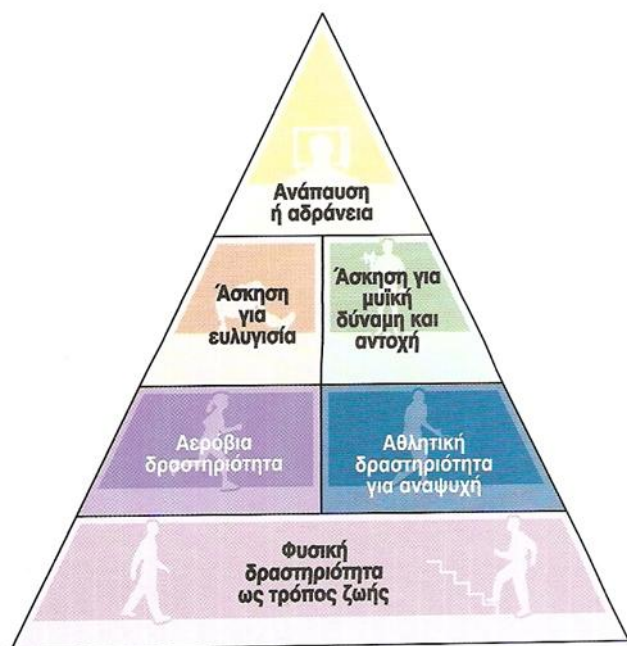 Ανάπαυση
ή αδράνεια
Άσκηση
για
ευλυγισία
Άσκηση για
μυϊκή
δύναμη και
αντοχή
Αερόβια
δραστηριότητα
Αθλητική
δραστηριότητα
για αναψυχή
Φυσική
δραστηριότητα
ως τρόπος ζωής